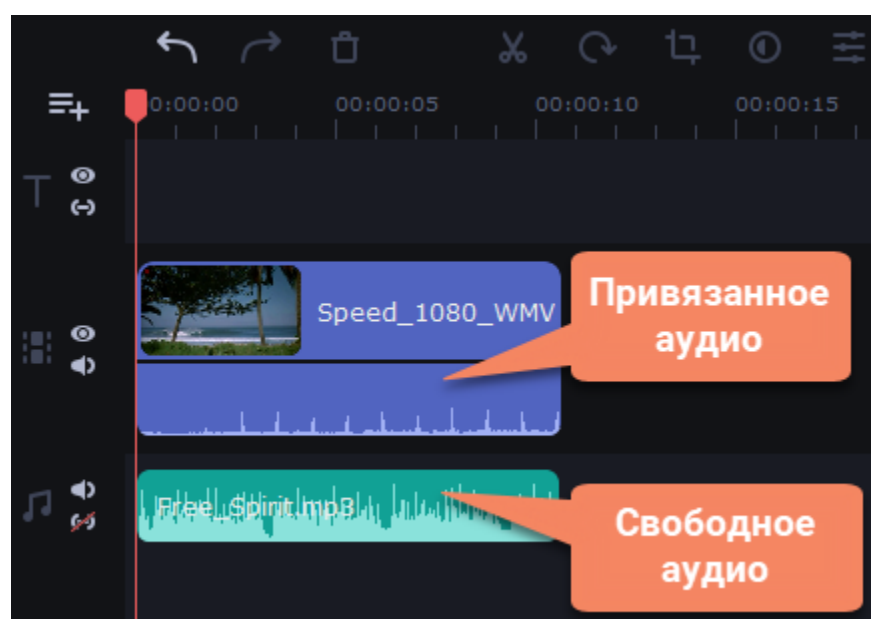 0:00:00 00:00:05 00:00:10 00:00:15
T
Speed_1080_WMV
Привязанное
аудио
Free_Spirit.mp3
Свободное
аудио